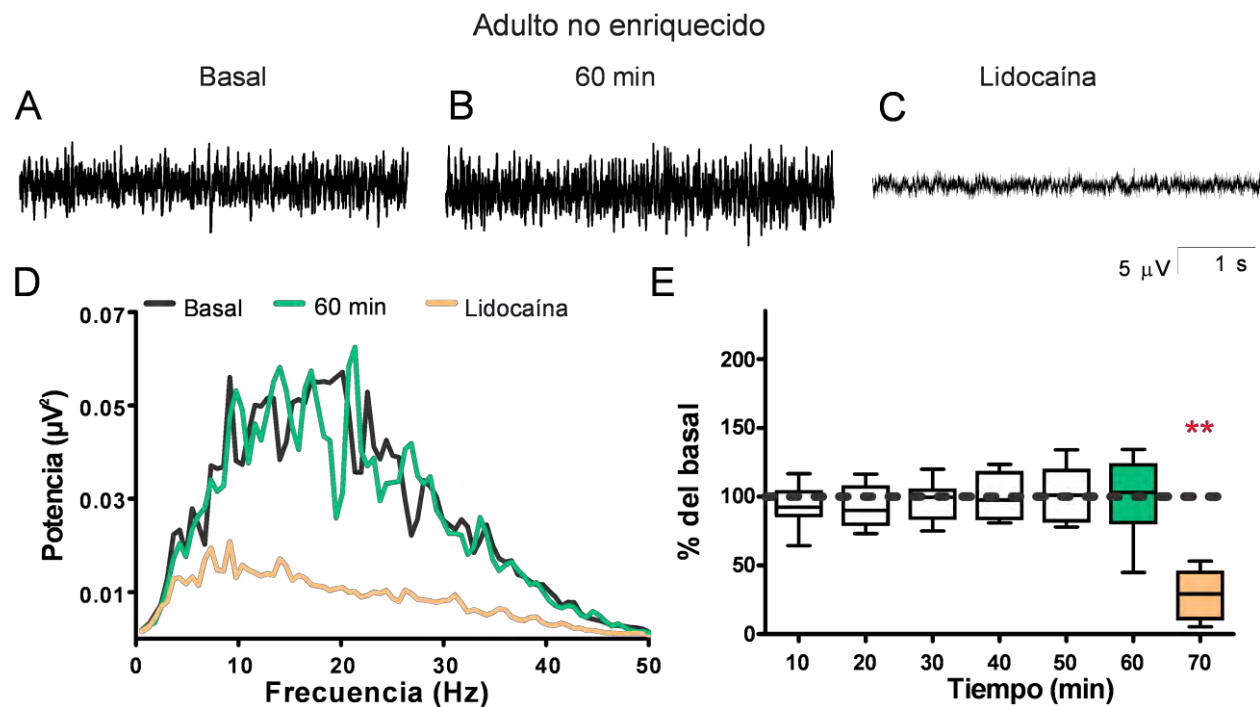 Adulto no enriquecido
Basal
60 min
Lidocaína
A
B
C
5 µV
1 s
D
Basal
60 min
Lidocaína
0.07
0.05
0.03
0.01
Potencia (µV²)
0
10
20
30
40
50
Frecuencia (Hz)
E
200
150
100
50
0
% del basal
**
10
20
30
40
50
60
70
Tiempo (min)